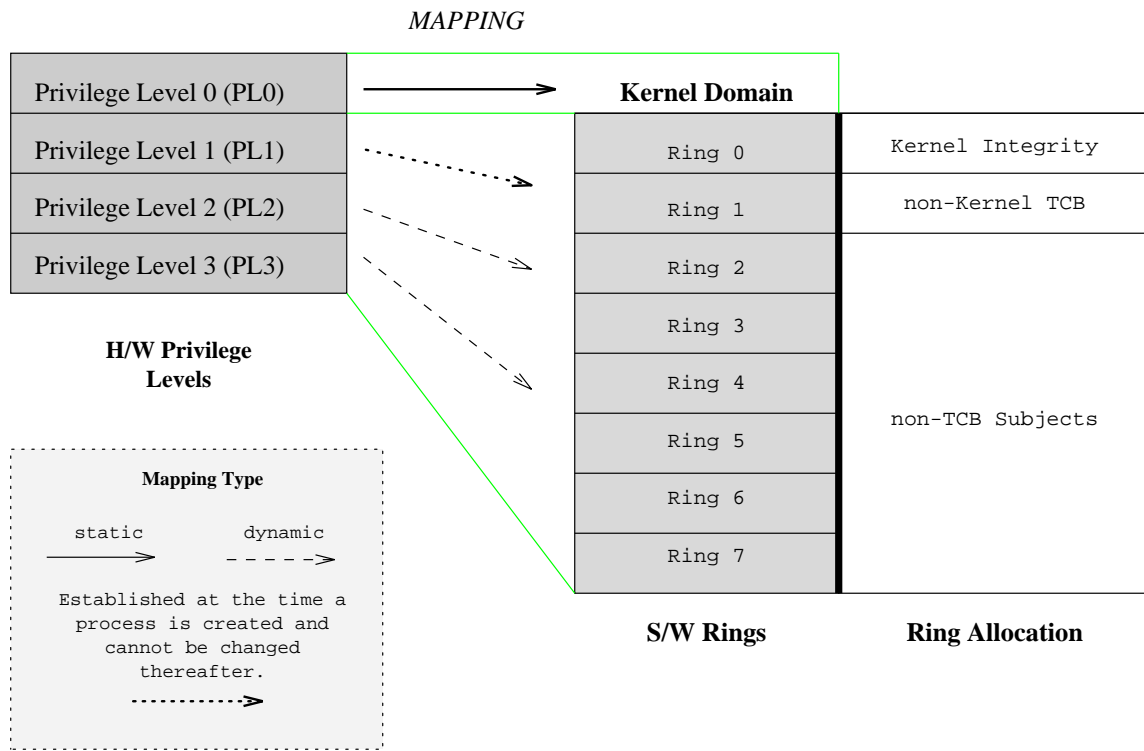 MAPPING
Privilege Level 0 (PL0)
Privilege Level 1 (PL1)
Privilege Level 2 (PL2)
Privilege Level 3 (PL3)
H/W Privilege
Levels
Kernel Domain
Ring 0
Ring 1
Ring 2
Ring 3
Ring 4
Ring 5
Ring 6
Ring 7
S/W Rings
Kernel Integrity
non-Kernel TCB
non-TCB Subjects
Ring Allocation
Mapping Type
static
dynamic
Established at the time a
process is created and
cannot be changed
thereafter.